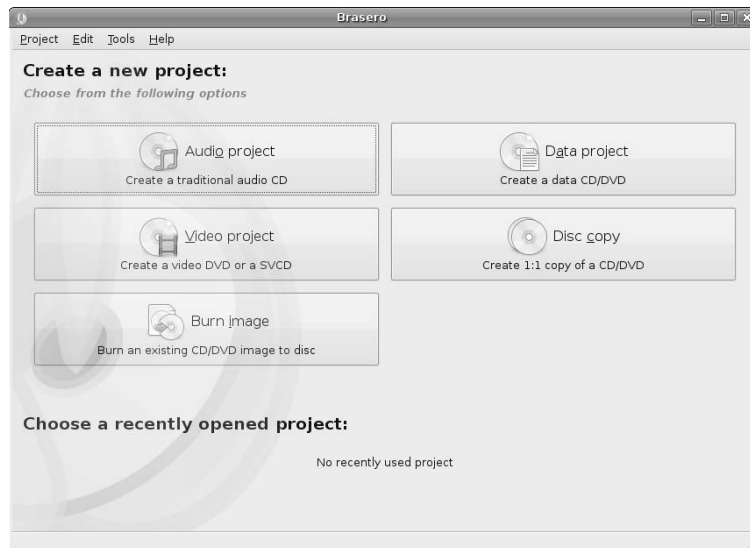 Brasero
Project Edit Tools Help
Create a new project:
Choose from the following options
Audio project
Create a traditional audio CD
Data project
Create a data CD/DVD
Video project
Create a video DVD or a SVCD
Disc copy
Create 1:1 copy of a CD/DVD
Burn image
Burn an existing CD/DVD image to disc
Choose a recently opened project:
No recently used project